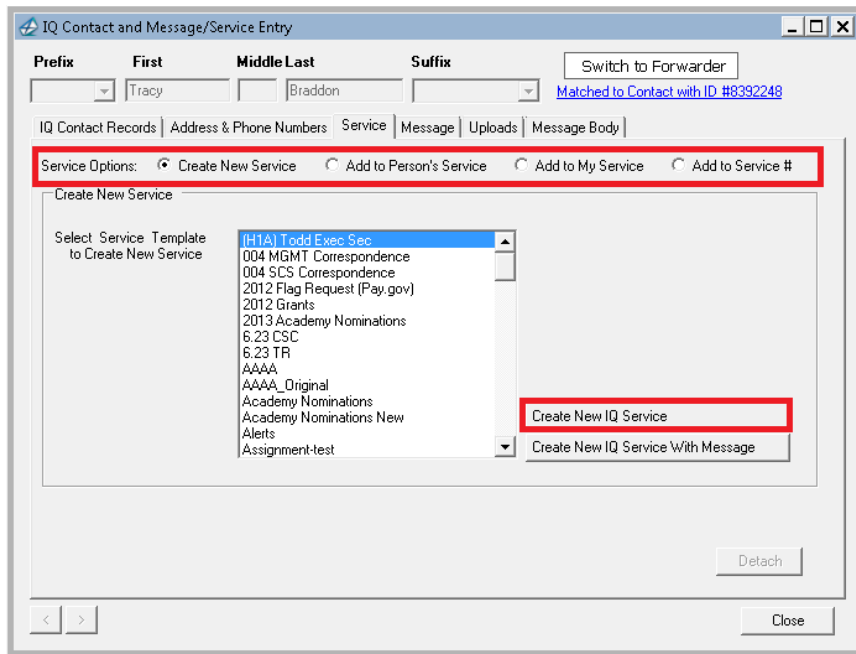 IQ Contact and Message/Service Entry
Prefix First Middle Last Suffix
Switch to Forwarder
Tracy Braddon
Matched to Contact with ID #8392248
IQ Contact Records Address & Phone Numbers Service Message Uploads Message Body
Service Options: Create New Service Add to Person's Service Add to My Service Add to Service #
Create New Service
Select Service Template
to Create New Service
(H1A) Todd Exec Sec
004 MGMT Correspondence
004 SCS Correspondence
2012 Flag Request (Pay.gov)
2012 Grants
2013 Academy Nominations
6.23 CSC
6.23 TR
AAAA
AAAA_Original
Academy Nominations
Academy Nominations New
Alerts
Assignment-test
Create New IQ Service
Create New IQ Service With Message
Detach
< >
Close